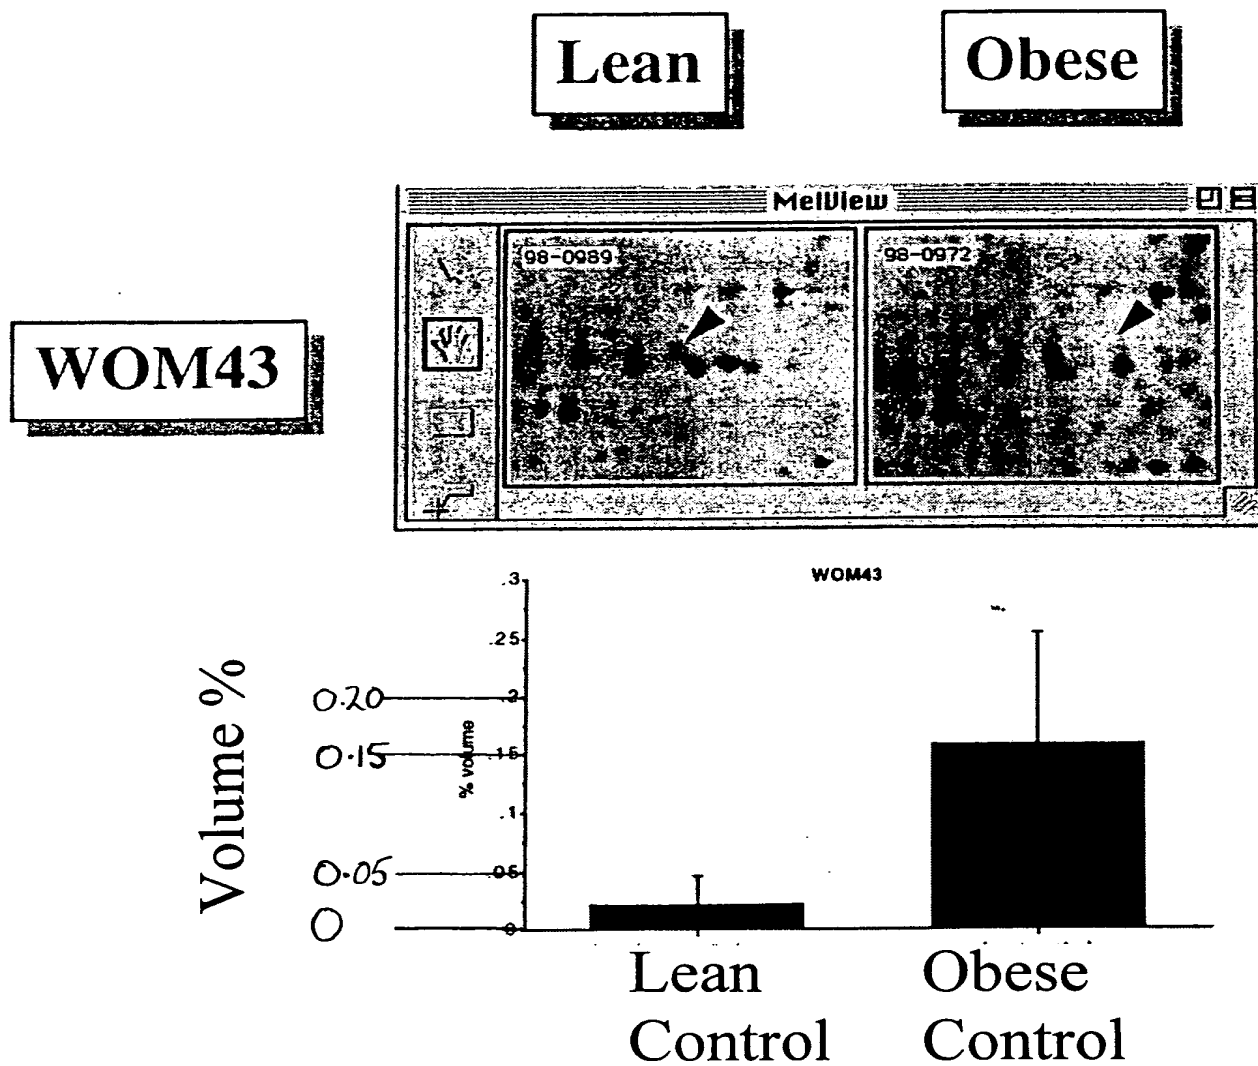 Lean
Obese
MelView
98-0989
98-0972
WOM43
WOM43
.3
.25
0.20
.2
0.15
.15
.1
0.05
.05
0
0
Volume %
% volume
Lean
Control
Obese
Control